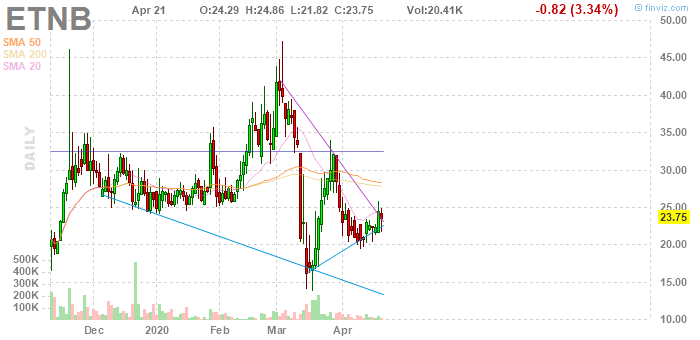 ETNB
Apr 21 O:24.29 H:24.86 L:21.82 C:23.75 Vol:20.41K -0.82 (3.34%)
© finviz.com
SMA 50
SMA 200
SMA 20
DAILY
50.00
45.00
40.00
35.00
30.00
25.00
23.75
20.00
15.00
10.00
500K
400K
300K
200K
100K
Dec 2020 Feb Mar Apr